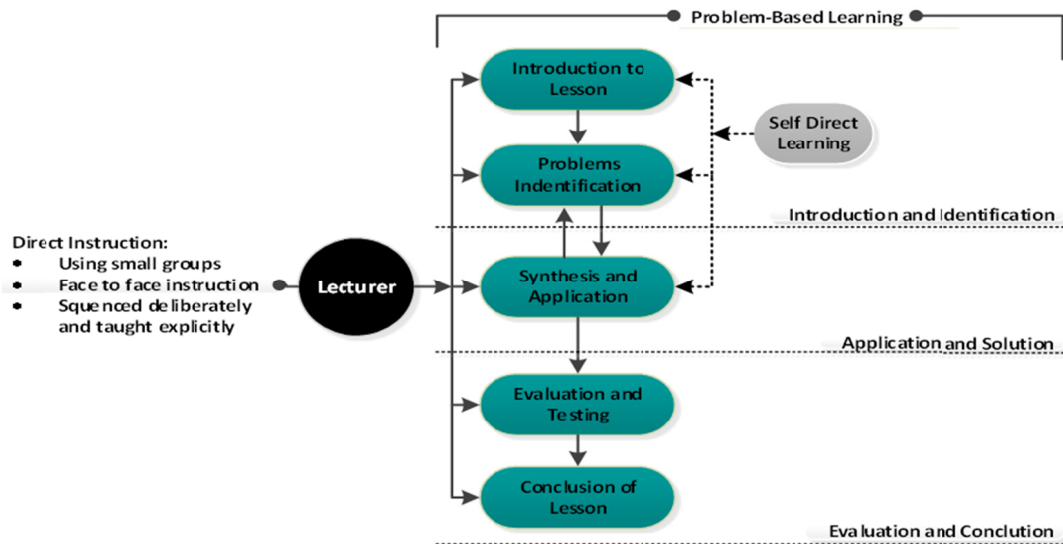 Problem-Based Learning
Introduction to
Lesson
Self Direct
Learning
Problems
Indentification
Introduction and Identification
Direct Instruction:
• Using small groups
• Face to face instruction
• Squenced deliberately
and taught explicitly
Lecturer
Synthesis and
Application
Application and Solution
Evaluation and
Testing
Conclusion of
Lesson
Evaluation and Conclution